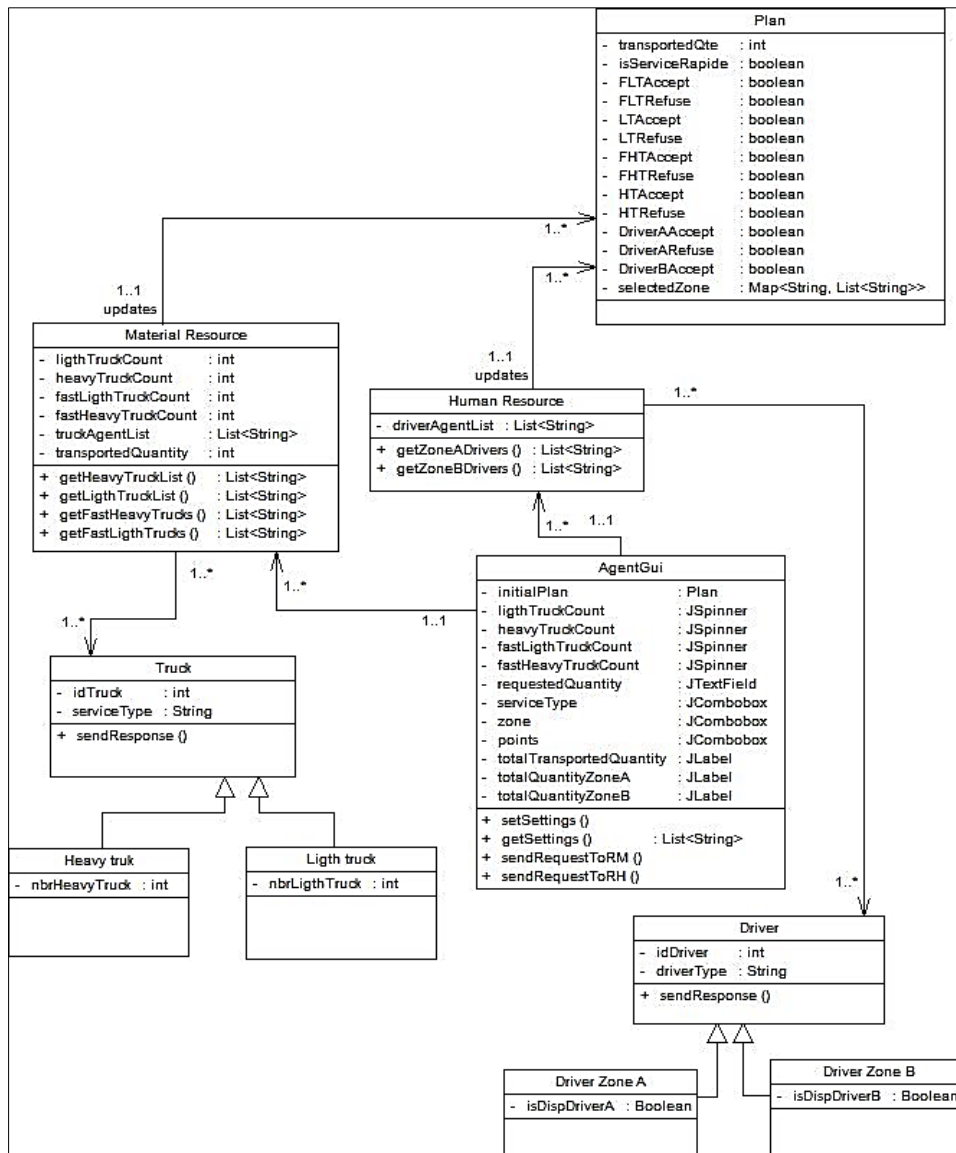 Plan
- transportedQte : int
- isServiceRapide : boolean
- FLTAccept : boolean
- FLTRefuse : boolean
- LTAccept : boolean
- LTRefuse : boolean
- FHTAccept : boolean
- FHTRefuse : boolean
- HTAccept : boolean
- HTRefuse : boolean
- DriverAAccept : boolean
- DriverARefuse : boolean
- DriverBAccept : boolean
- selectedZone : Map<String, List<String>>
1..*
1..*
1..1
updates
Material Resource
- ligthTruckCount : int
- heavyTruckCount : int
- fastLigthTruckCount : int
- fastHeavyTruckCount : int
- truckAgentList : List<String>
- transportedQuantity : int
+ getHeavyTruckList () : List<String>
+ getLigthTruckList () : List<String>
+ getFastHeavyTrucks () : List<String>
+ getFastLigthTrucks () : List<String>
1..1
updates
Human Resource
- driverAgentList : List<String>
+ getZoneADrivers () : List<String>
+ getZoneBDrivers () : List<String>
1..*
1..*
1..1
1..*
1..*
1..*
1..1
AgentGui
- initialPlan : Plan
- ligthTruckCount : JSpinner
- heavyTruckCount : JSpinner
- fastLigthTruckCount : JSpinner
- fastHeavyTruckCount : JSpinner
- requestedQuantity : JTextField
- serviceType : JCombobox
- zone : JCombobox
- points : JCombobox
- totalTransportedQuantity : JLabel
- totalQuantityZoneA : JLabel
- totalQuantityZoneB : JLabel
+ setSettings ()
+ getSettings () : List<String>
+ sendRequestToRM ()
+ sendRequestToRH ()
Truck
- idTruck : int
- serviceType : String
+ sendResponse ()
Heavy truk
- nbrHeavyTruck : int
Ligth truck
- nbrLigthTruck : int
1..*
Driver
- idDriver : int
- driverType : String
+ sendResponse ()
Driver Zone A
- isDispDriverA : Boolean
Driver Zone B
- isDispDriverB : Boolean